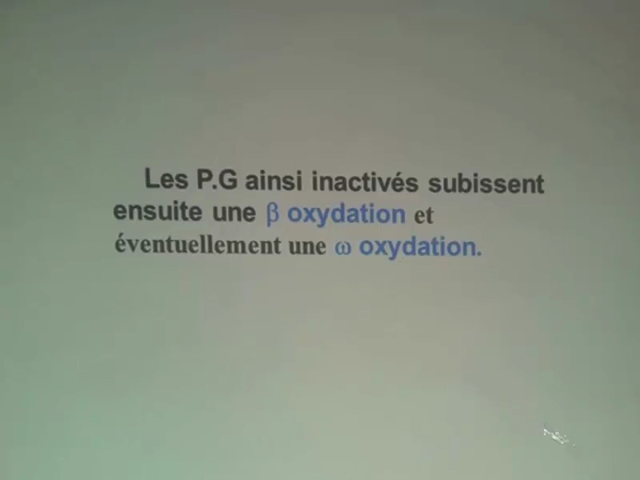 Les P.G ainsi inactivés subissent
ensuite une β oxydation et
éventuellement une ω oxydation.